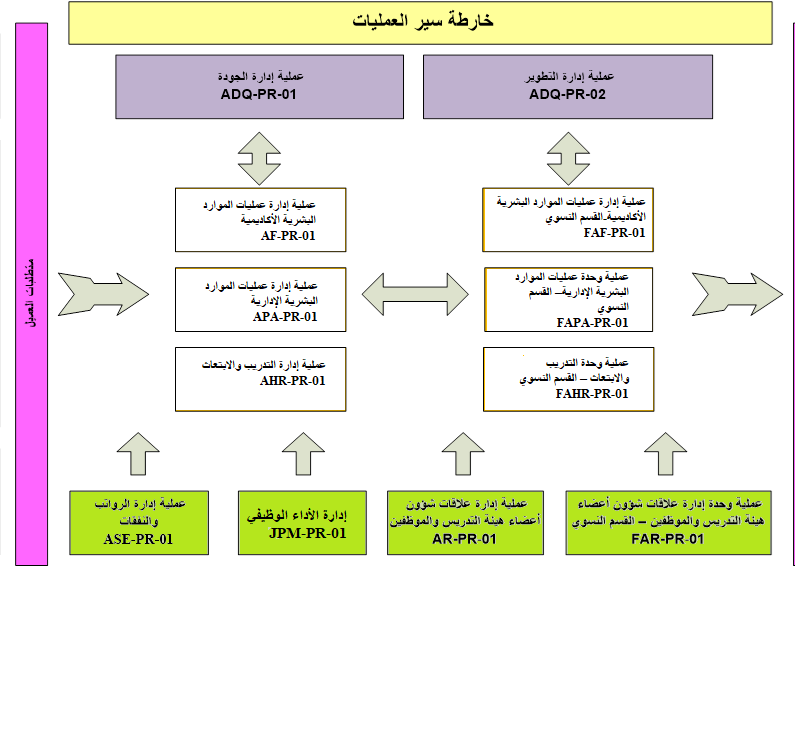 خارطة سير العمليات
عملية إدارة الجودة
ADQ-PR-01
عملية إدارة التطوير
ADQ-PR-02
عملية إدارة عمليات الموارد
البشرية الأكاديمية
AF-PR-01
عملية إدارة عمليات الموارد البشرية
الأكاديمية-القسم النسوي
FAF-PR-01
عملية إدارة عمليات الموارد
البشرية الإدارية
APA-PR-01
عملية وحدة عمليات الموارد
البشرية الإدارية– القسم
النسوي
FAPA-PR-01
عملية إدارة التدريب والابتعاث
AHR-PR-01
عملية وحدة التدريب
والابتعاث – القسم النسوي
FAHR-PR-01
متطلبات العميل
عملية إدارة الرواتب
والنفقات
ASE-PR-01
إدارة الأداء الوظيفي
JPM-PR-01
عملية إدارة علاقات شؤون
أعضاء هيئة التدريس والموظفين
AR-PR-01
عملية وحدة إدارة علاقات شؤون أعضاء
هيئة التدريس والموظفين – القسم النسوي
FAR-PR-01